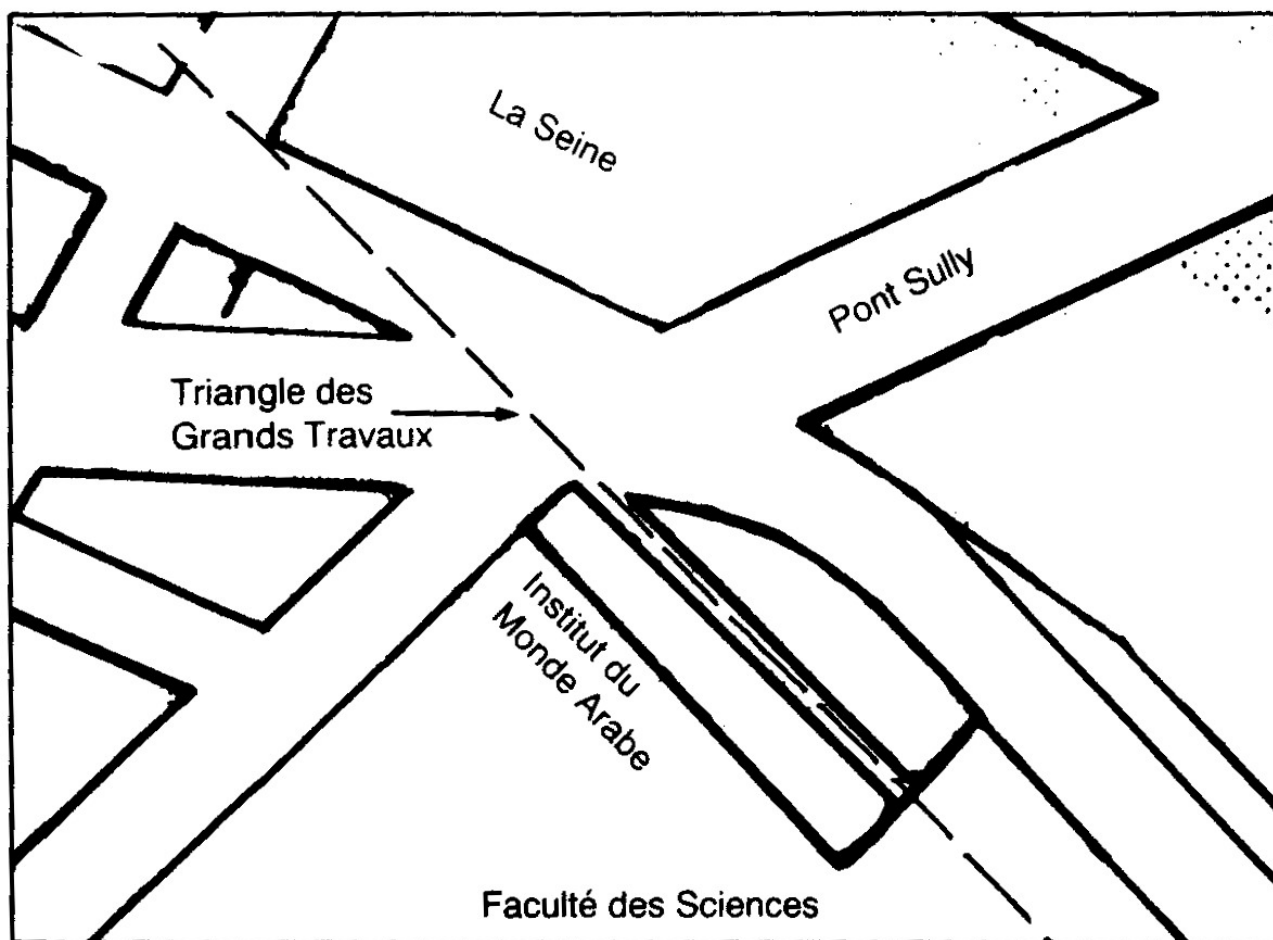 La Seine
Pont Sully
Triangle des
Grands Travaux
Institut du
Monde Arabe
Faculté des Sciences